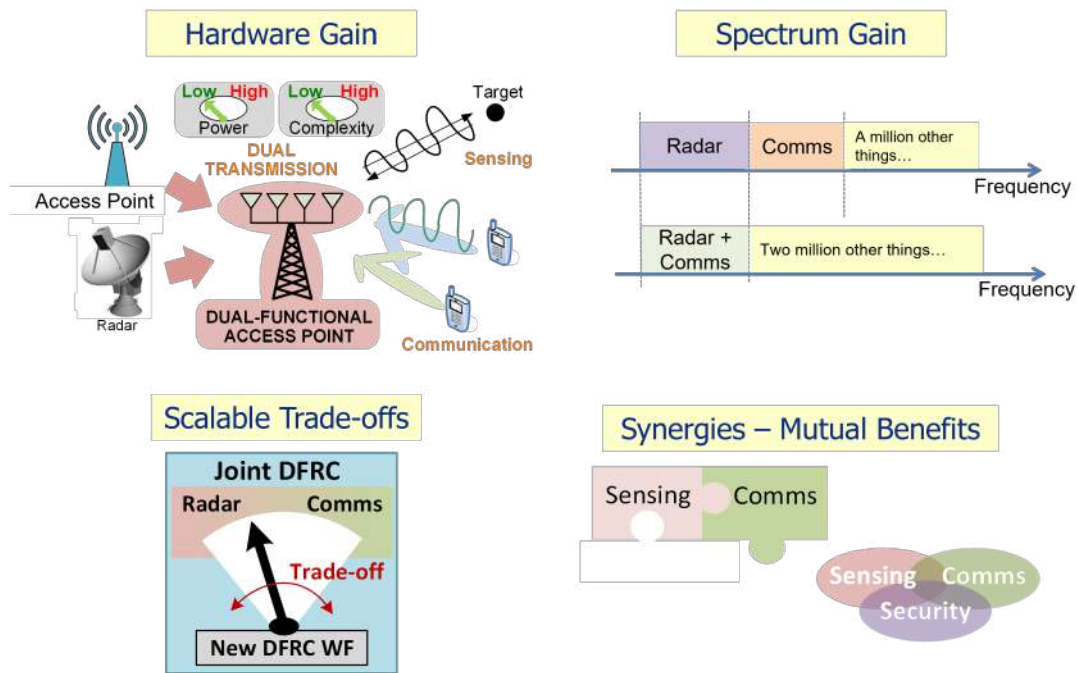 Hardware Gain
Low High
Power
Low High
Complexity
Target
Sensing
DUAL
TRANSMISSION
Access Point
Radar
DUAL-FUNCTIONAL
ACCESS POINT
Communication
Spectrum Gain
Radar
Comms
A million other
things…
Frequency
Radar +
Comms
Two million other things…
Frequency
Scalable Trade-offs
Joint DFRC
Radar
Comms
Trade-off
New DFRC WF
Synergies – Mutual Benefits
Sensing
Comms
Sensing
Comms
Security